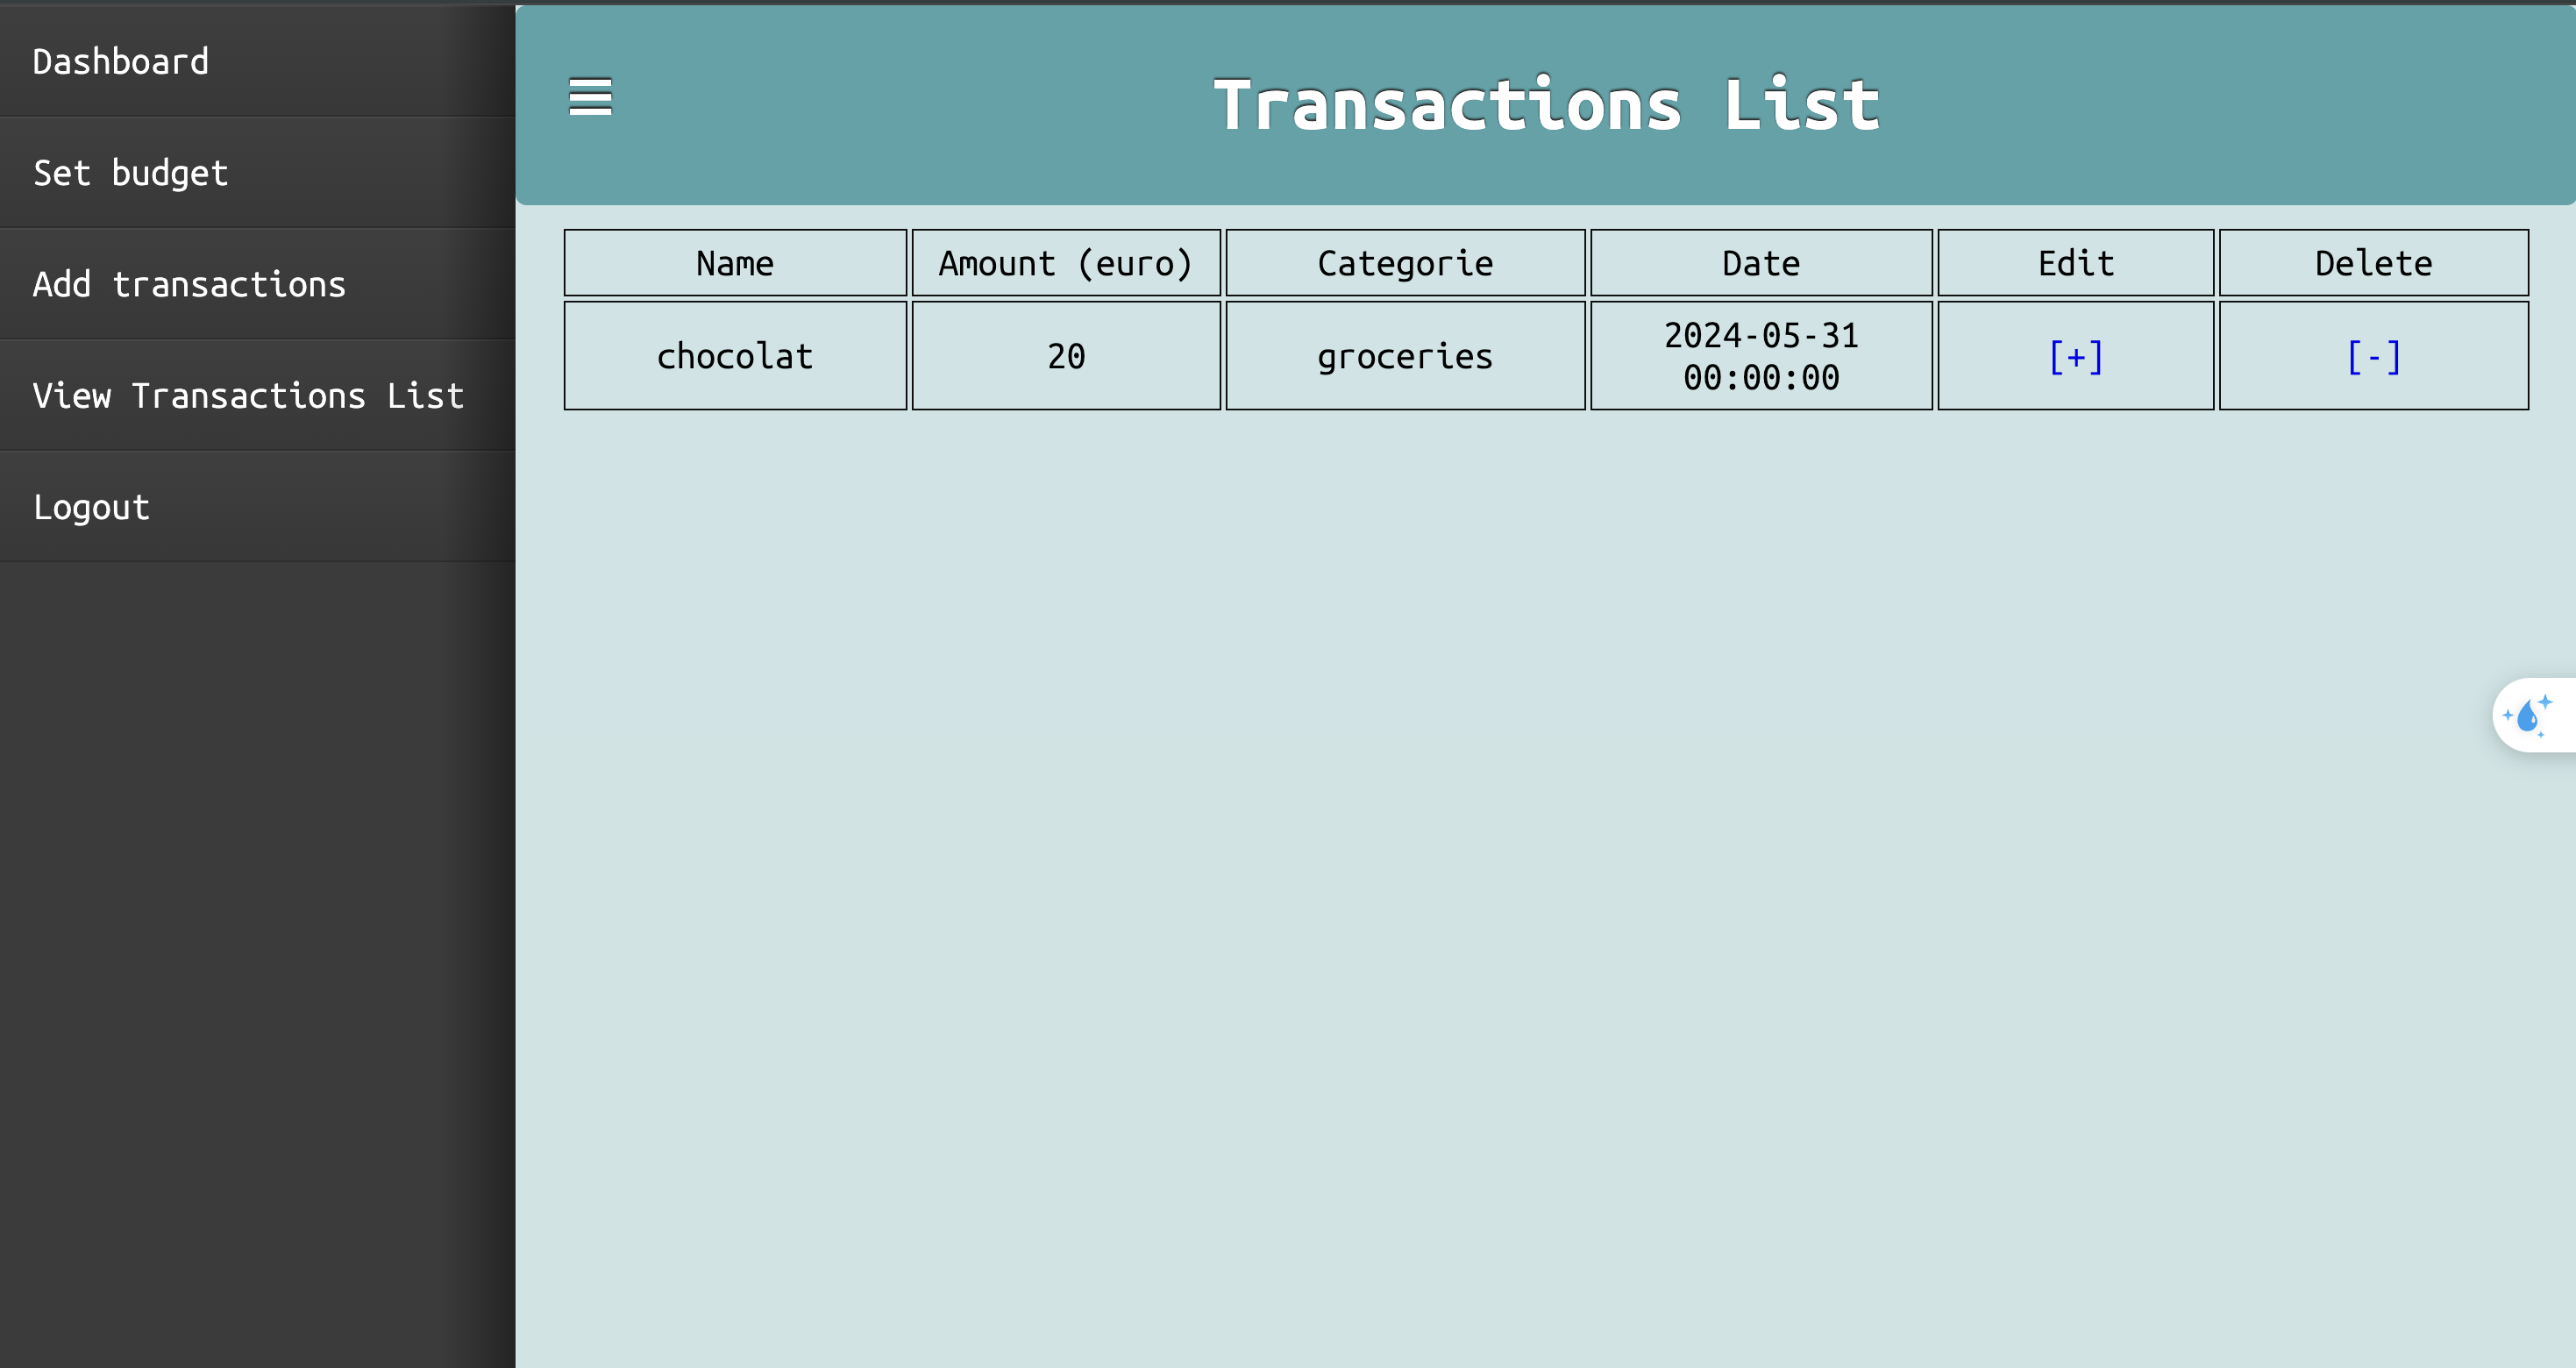 Dashboard
Set budget
Add transactions
View Transactions List
Logout
Transactions List
Name Amount (euro) Categorie Date Edit Delete
chocolat 20 groceries 2024-05-31 00:00:00 [+] [-]